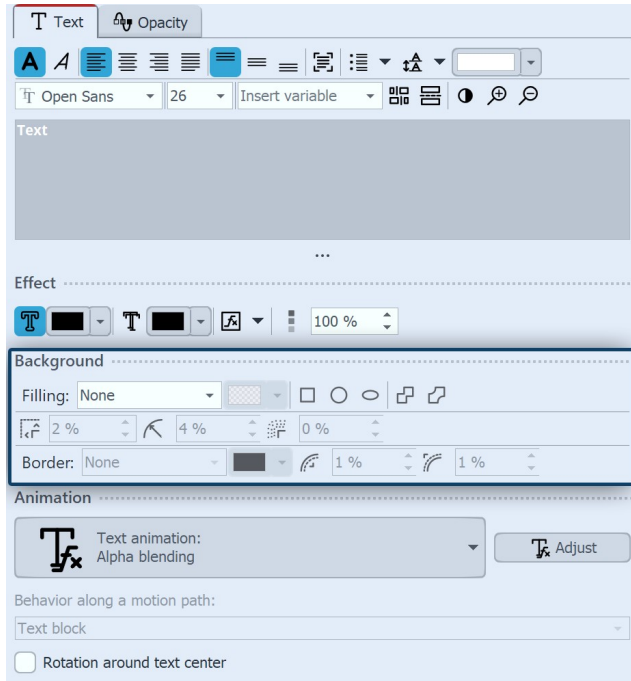 Text
Opacity
Open Sans
26
Insert variable
Text
...
Effect
100 %
Background
Filling: None
2 %
4 %
0 %
Border: None
1 %
1 %
Animation
Text animation:
Alpha blending
Adjust
Behavior along a motion path:
Text block
Rotation around text center